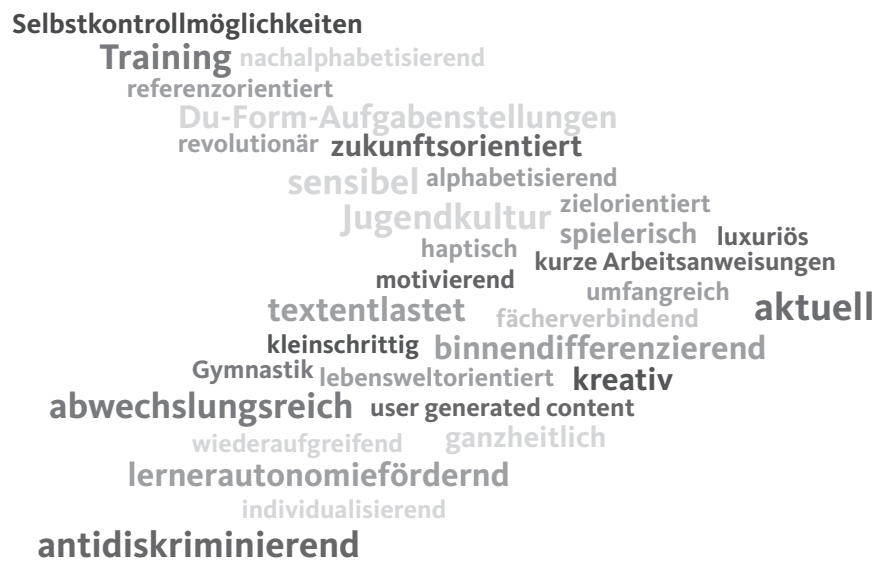 Selbstkontrollmöglichkeiten
Training nachalphabetisierend
referenzorientiert
Du-Form-Aufgabenstellungen
revolutionär zukunftsorientiert
sensibel alphabetisierend
Jugendkultur zielorientiert
spielerisch luxuriös
haptisch kurze Arbeitsanweisungen
motivierend umfangreich
textentlastet fächerverbindend aktuell
kleinschrittig binnendifferenzierend
Gymnastik lebensweltorientiert kreativ
abwechslungsreich user generated content
wiederaufgreifend ganzheitlich
lernerautonomiefördernd
individualisierend
antidiskriminierend